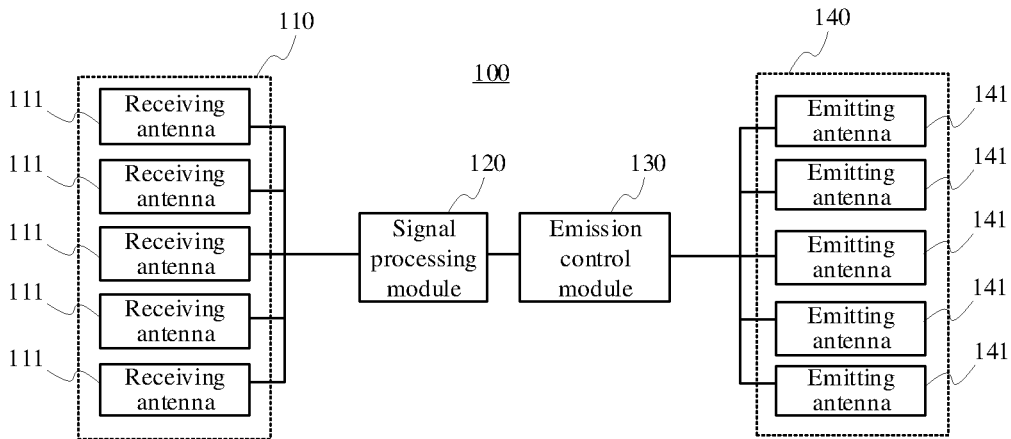 110
140
100
111
Receiving
antenna
111
Receiving
antenna
111
Receiving
antenna
111
Receiving
antenna
111
Receiving
antenna
120
Signal
processing
module
130
Emission
control
module
Emitting
antenna
141
Emitting
antenna
141
Emitting
antenna
141
Emitting
antenna
141
Emitting
antenna
141